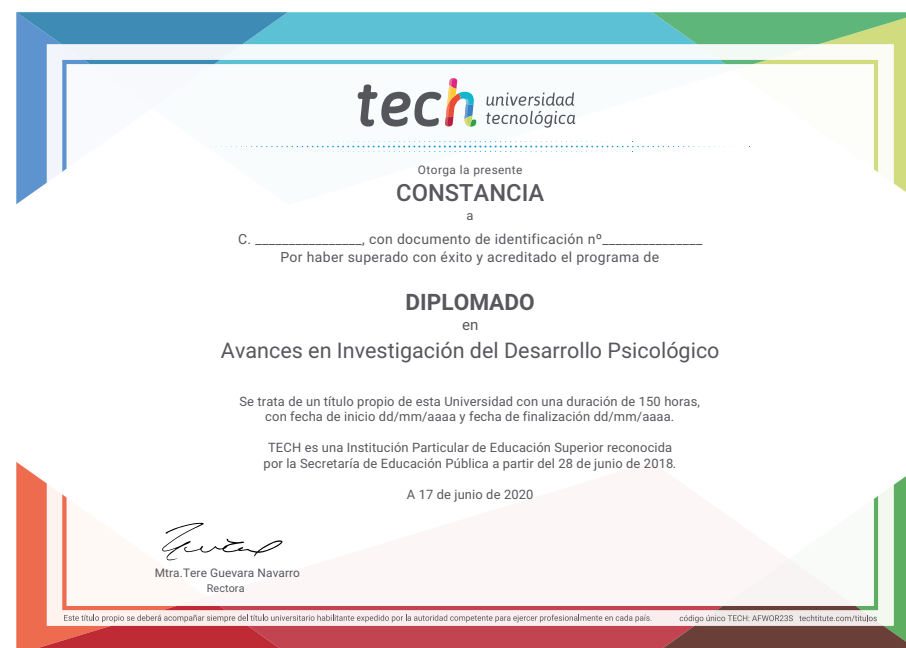 tech universidad
tecnológica
Otorga la presente
CONSTANCIA
a
C. ________________, con documento de identificación nº_______________
Por haber superado con éxito y acreditado el programa de
DIPLOMADO
en
Avances en Investigación del Desarrollo Psicológico
Se trata de un título propio de esta Universidad con una duración de 150 horas,
con fecha de inicio dd/mm/aaaa y fecha de finalización dd/mm/aaaa.
TECH es una Institución Particular de Educación Superior reconocida
por la Secretaría de Educación Pública a partir del 28 de junio de 2018.
A 17 de junio de 2020
Mtra.Tere Guevara Navarro
Rectora
Este título propio se deberá acompañar siempre del título universitario habilitante expedido por la autoridad competente para ejercer profesionalmente en cada país. código único TECH: AFWOR23S techtitute.com/titulos